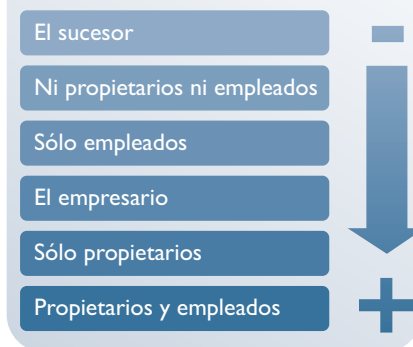 El sucesor
Ni propietarios ni empleados
Sólo empleados
El empresario
Sólo propietarios
Propietarios y empleados